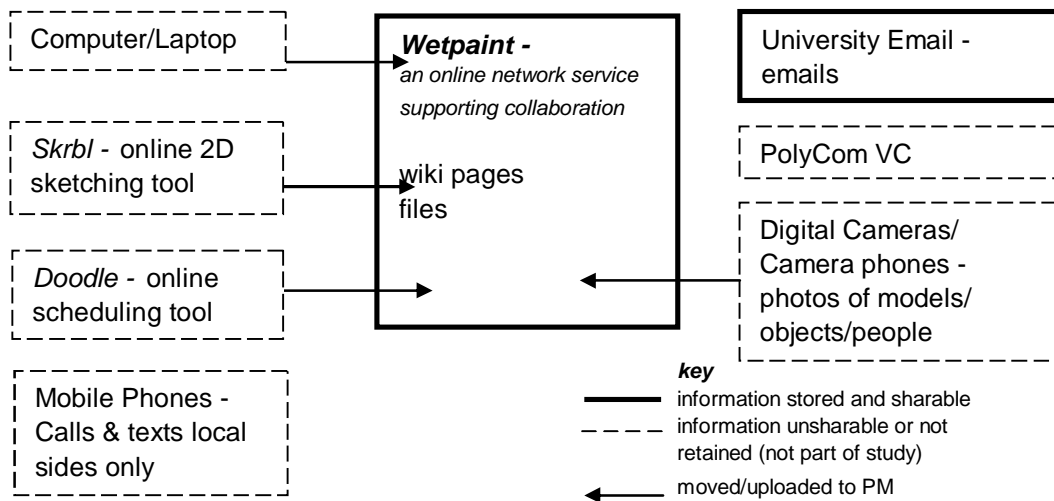 Computer/Laptop
Skrbl - online 2D
sketching tool
Doodle - online
scheduling tool
Mobile Phones -
Calls & texts local
sides only
Wetpaint -
an online network service
supporting collaboration
wiki pages
files
University Email -
emails
PolyCom VC
Digital Cameras/
Camera phones -
photos of models/
objects/people
key
information stored and sharable
information unsharable or not
retained (not part of study)
moved/uploaded to PM